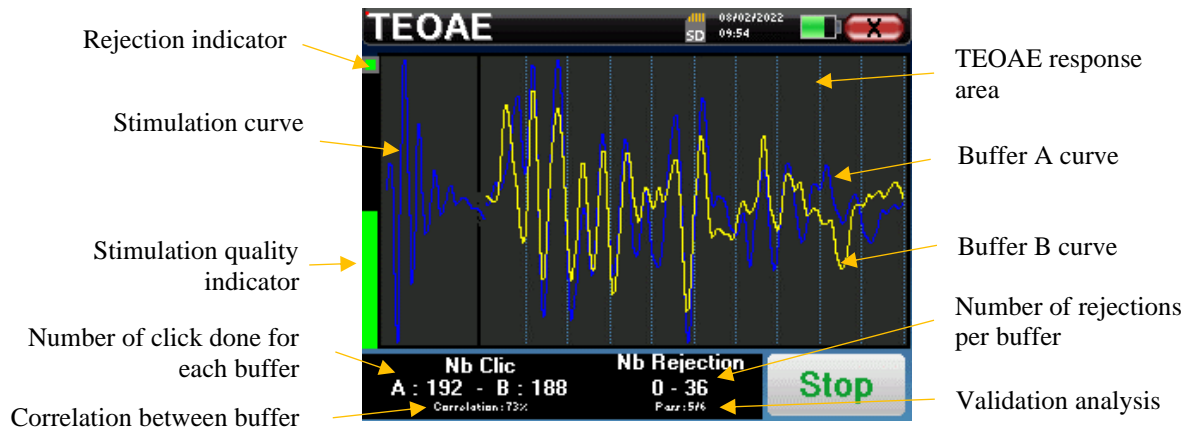 TEOAE
SD
08/02/2022
09:54
X
Rejection indicator
Stimulation curve
Stimulation quality
indicator
Number of click done for
each buffer
Correlation between buffer
TEOAE response
area
Buffer A curve
Buffer B curve
Number of rejections
per buffer
Validation analysis
Nb Clic
A : 192 - B : 188
Correlation : 73%
Nb Rejection
0 - 36
Pass : 5/6
Stop